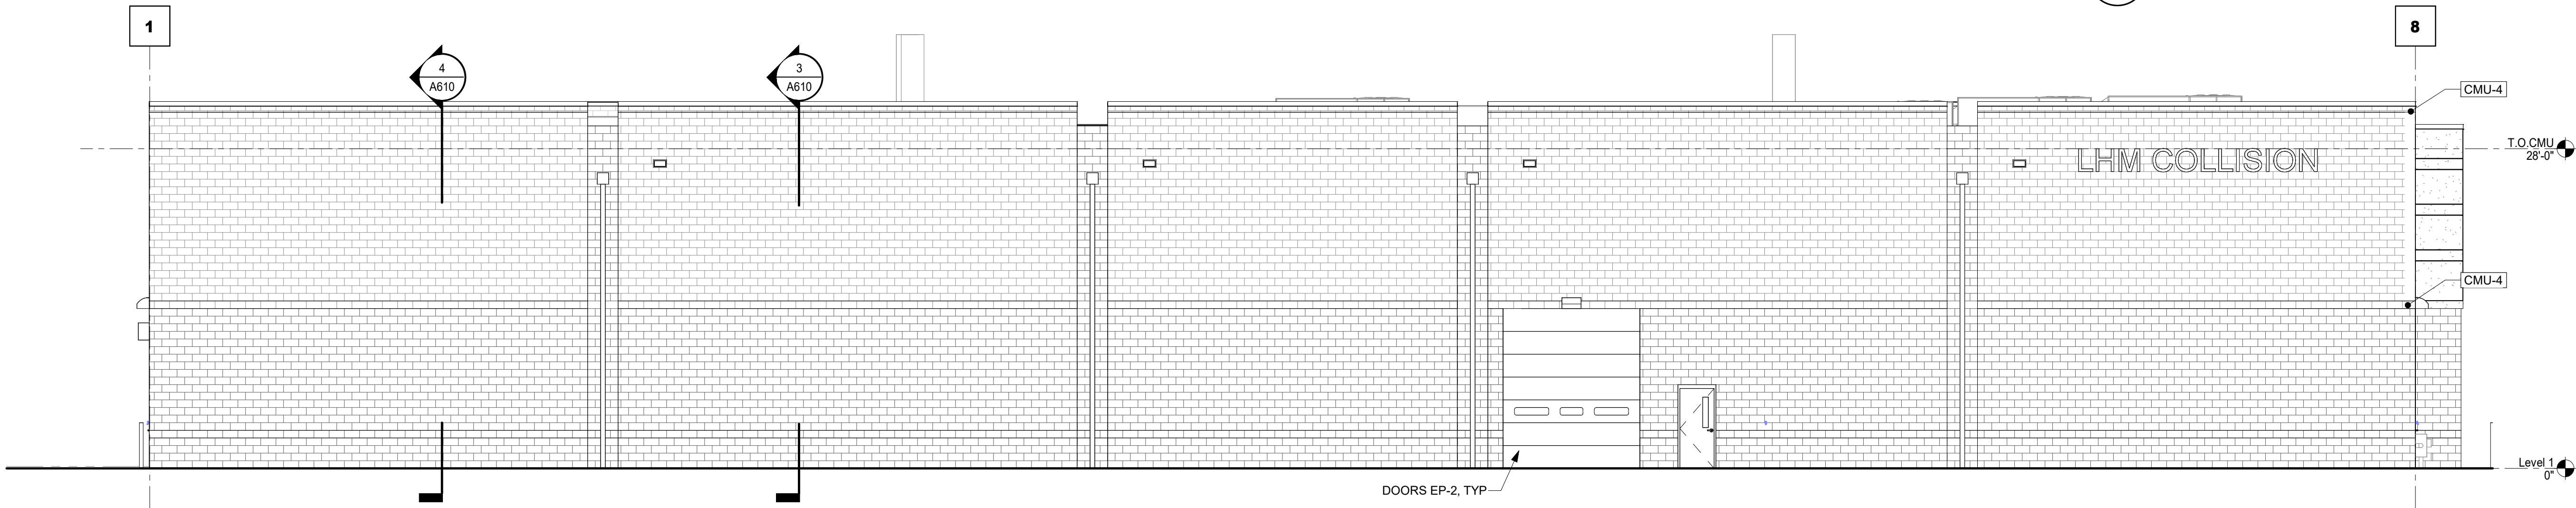 1
8
4
A610
3
A610
CMU-4
T.O.CMU
28'-0"
LHM COLLISION
CMU-4
Level 1
0"
DOORS EP-2, TYP